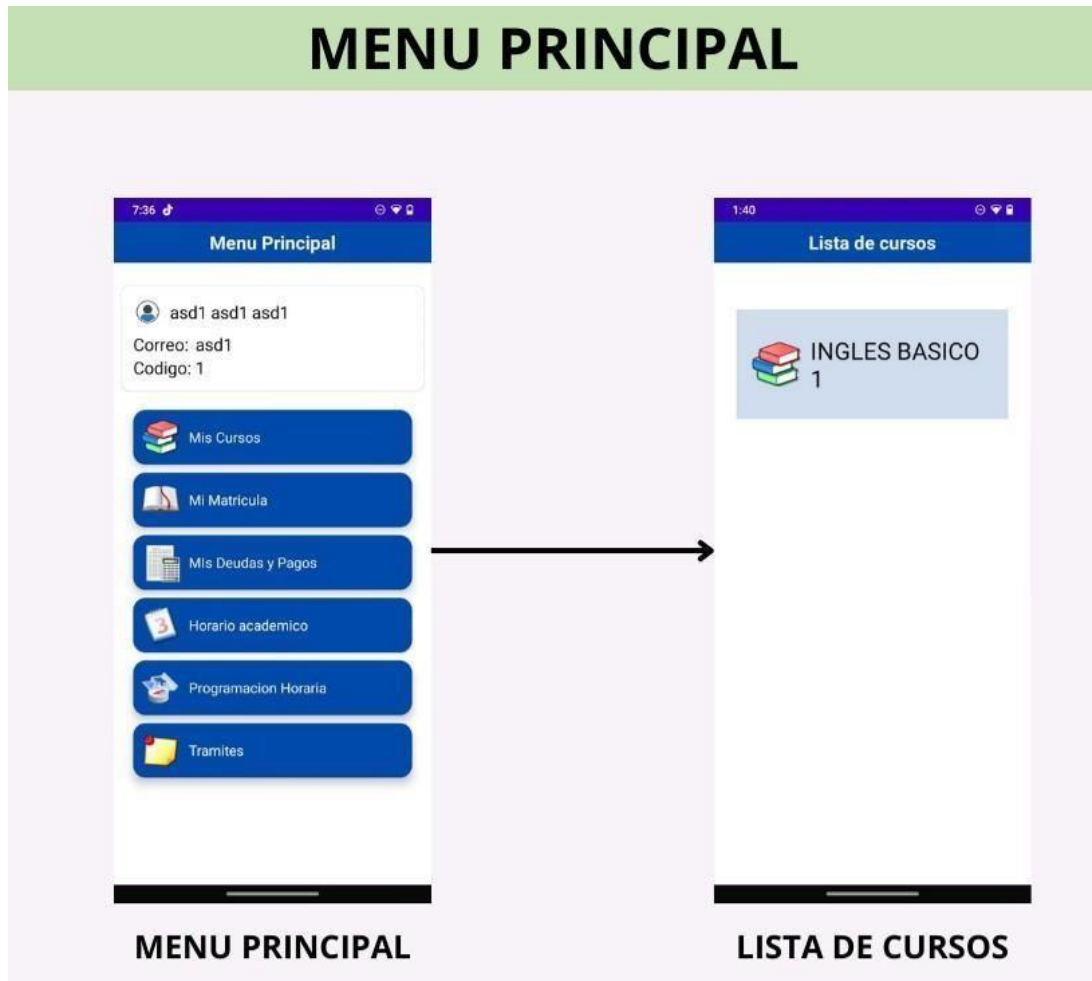 MENU PRINCIPAL
7:36
Menu Principal
asd1 asd1 asd1
Correo: asd1
Codigo: 1
Mis Cursos
Mi Matricula
MIs Deudas y Pagos
3
Horario academico
Programacion Horaria
Tramites
MENU PRINCIPAL
1:40
Lista de cursos
INGLES BASICO
1
LISTA DE CURSOS